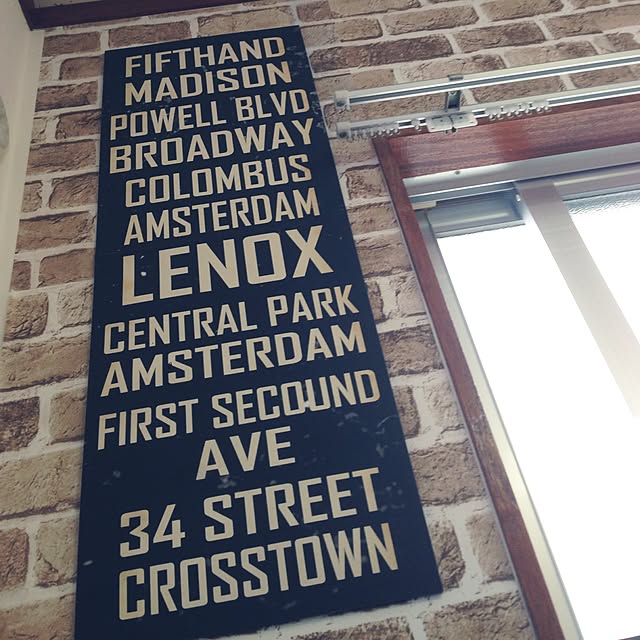 FIFTHAND
MADISON
POWELL BLVD
BROADWAY
COLOMBUS
AMSTERDAM
LENOX
CENTRAL PARK
AMSTERDAM
FIRST SECOUND
AVE
34 STREET
CROSSTOWN